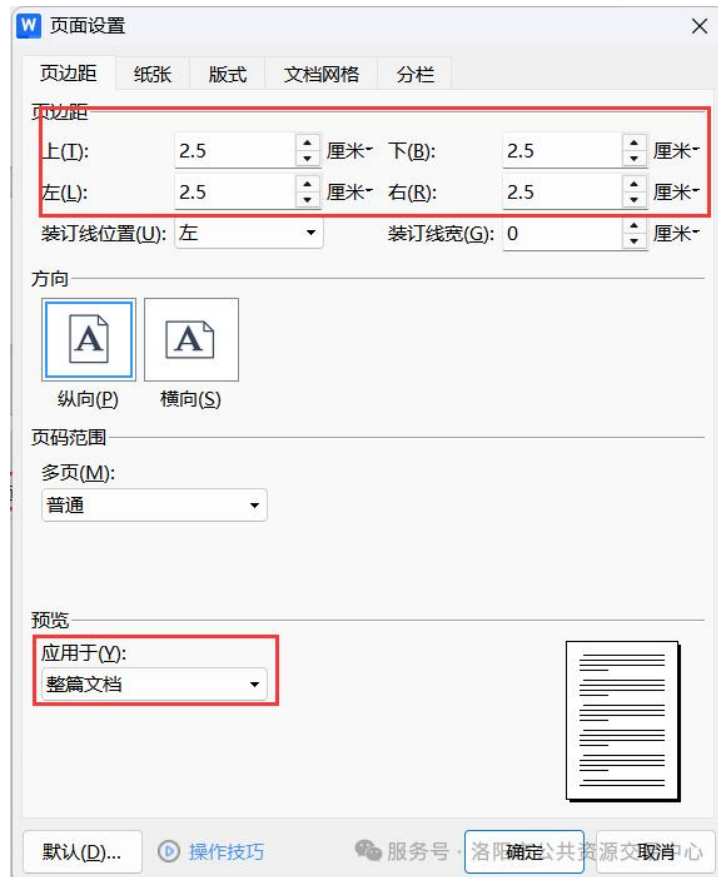 W 页面设置
页边距 纸张 版式 文档网格 分栏
页边距
上(T): 2.5 厘米 下(B): 2.5 厘米
左(L): 2.5 厘米 右(R): 2.5 厘米
装订线位置(U): 左 装订线宽(G): 0 厘米
方向
A A
纵向(P) 横向(S)
页码范围
多页(M):
普通
预览
应用于(Y):
整篇文档
默认(D)... 操作技巧 确定 取消
服务号 · 洛阳 公共资源交 中心